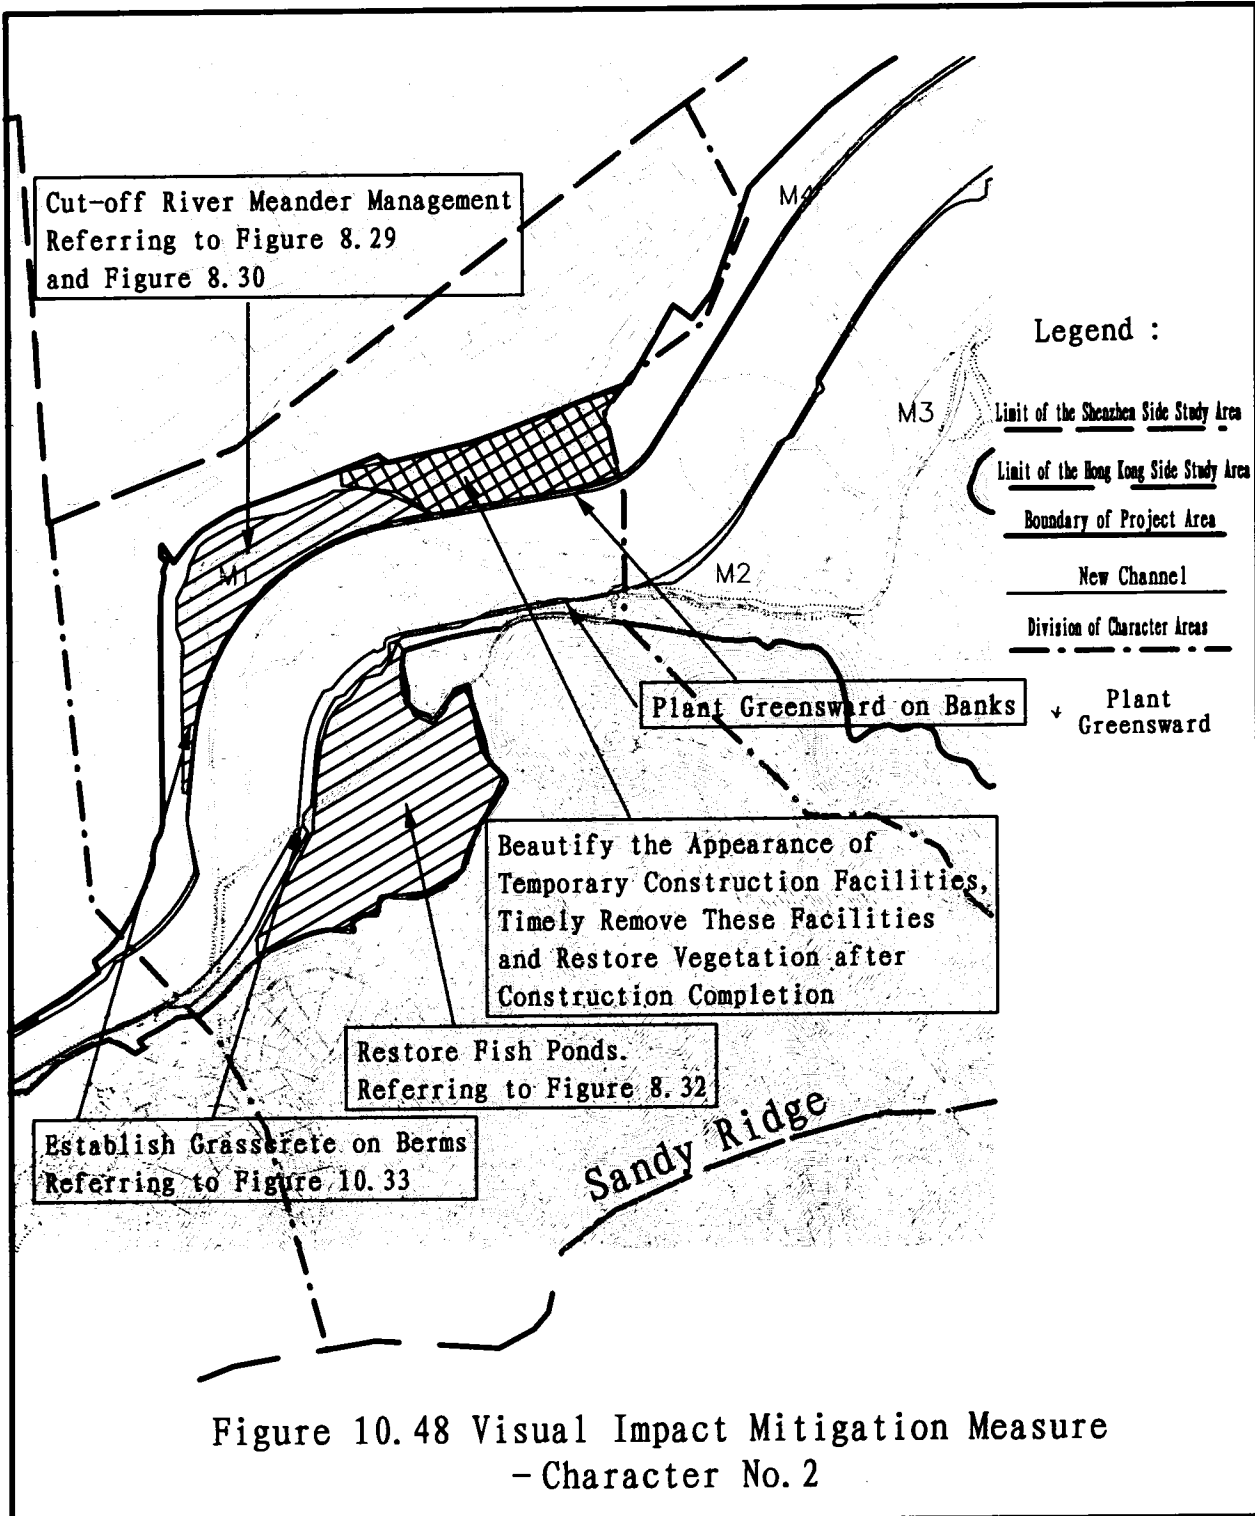 Cut-off River Meander Management
Referring to Figure 8.29
and Figure 8.30
M4
Legend :
M3
Limit of the Shenzhen Side Study Area
Limit of the Hong Kong Side Study Area
Boundary of Project Area
New Channel
Division of Character Areas
Plant
Greensward
M1
M2
Plant Greensward on Banks
Beautify the Appearance of
Temporary Construction Facilities,
Timely Remove These Facilities
and Restore Vegetation after
Construction Completion
Restore Fish Ponds.
Referring to Figure 8.32
Establish Grasscrete on Berms
Referring to Figure 10.33
Sandy Ridge
Figure 10.48 Visual Impact Mitigation Measure
-Character No.2